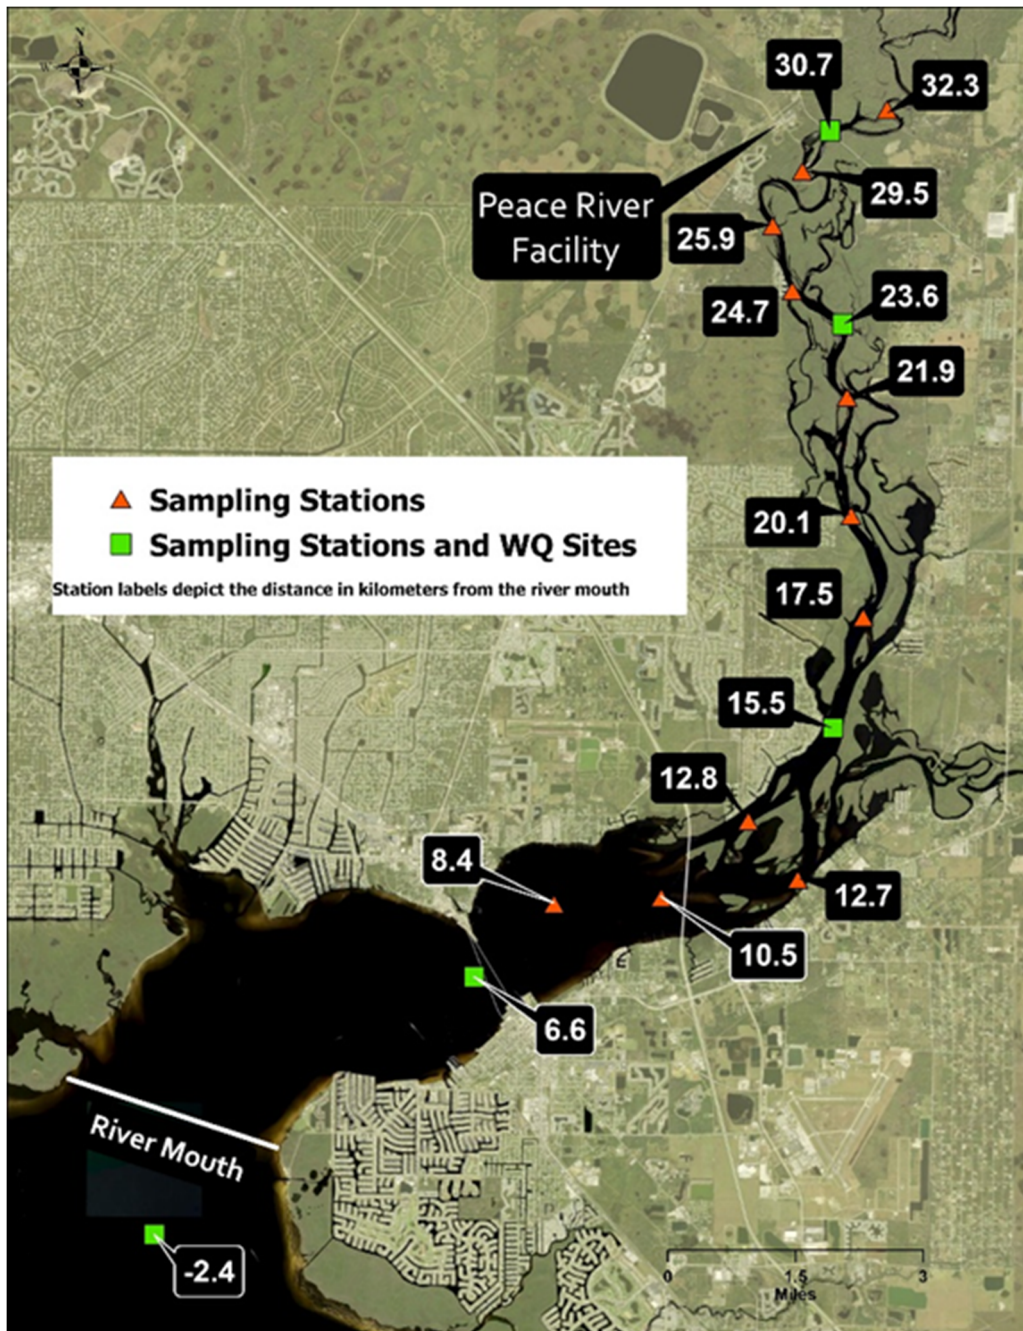 N
W
S
30.7
32.3
29.5
Peace River
Facility
25.9
24.7
23.6
21.9
Sampling Stations
Sampling Stations and WQ Sites
Station labels depict the distance in kilometers from the river mouth
20.1
17.5
15.5
12.8
8.4
12.7
10.5
6.6
River Mouth
-2.4
0
1.5
3
Miles